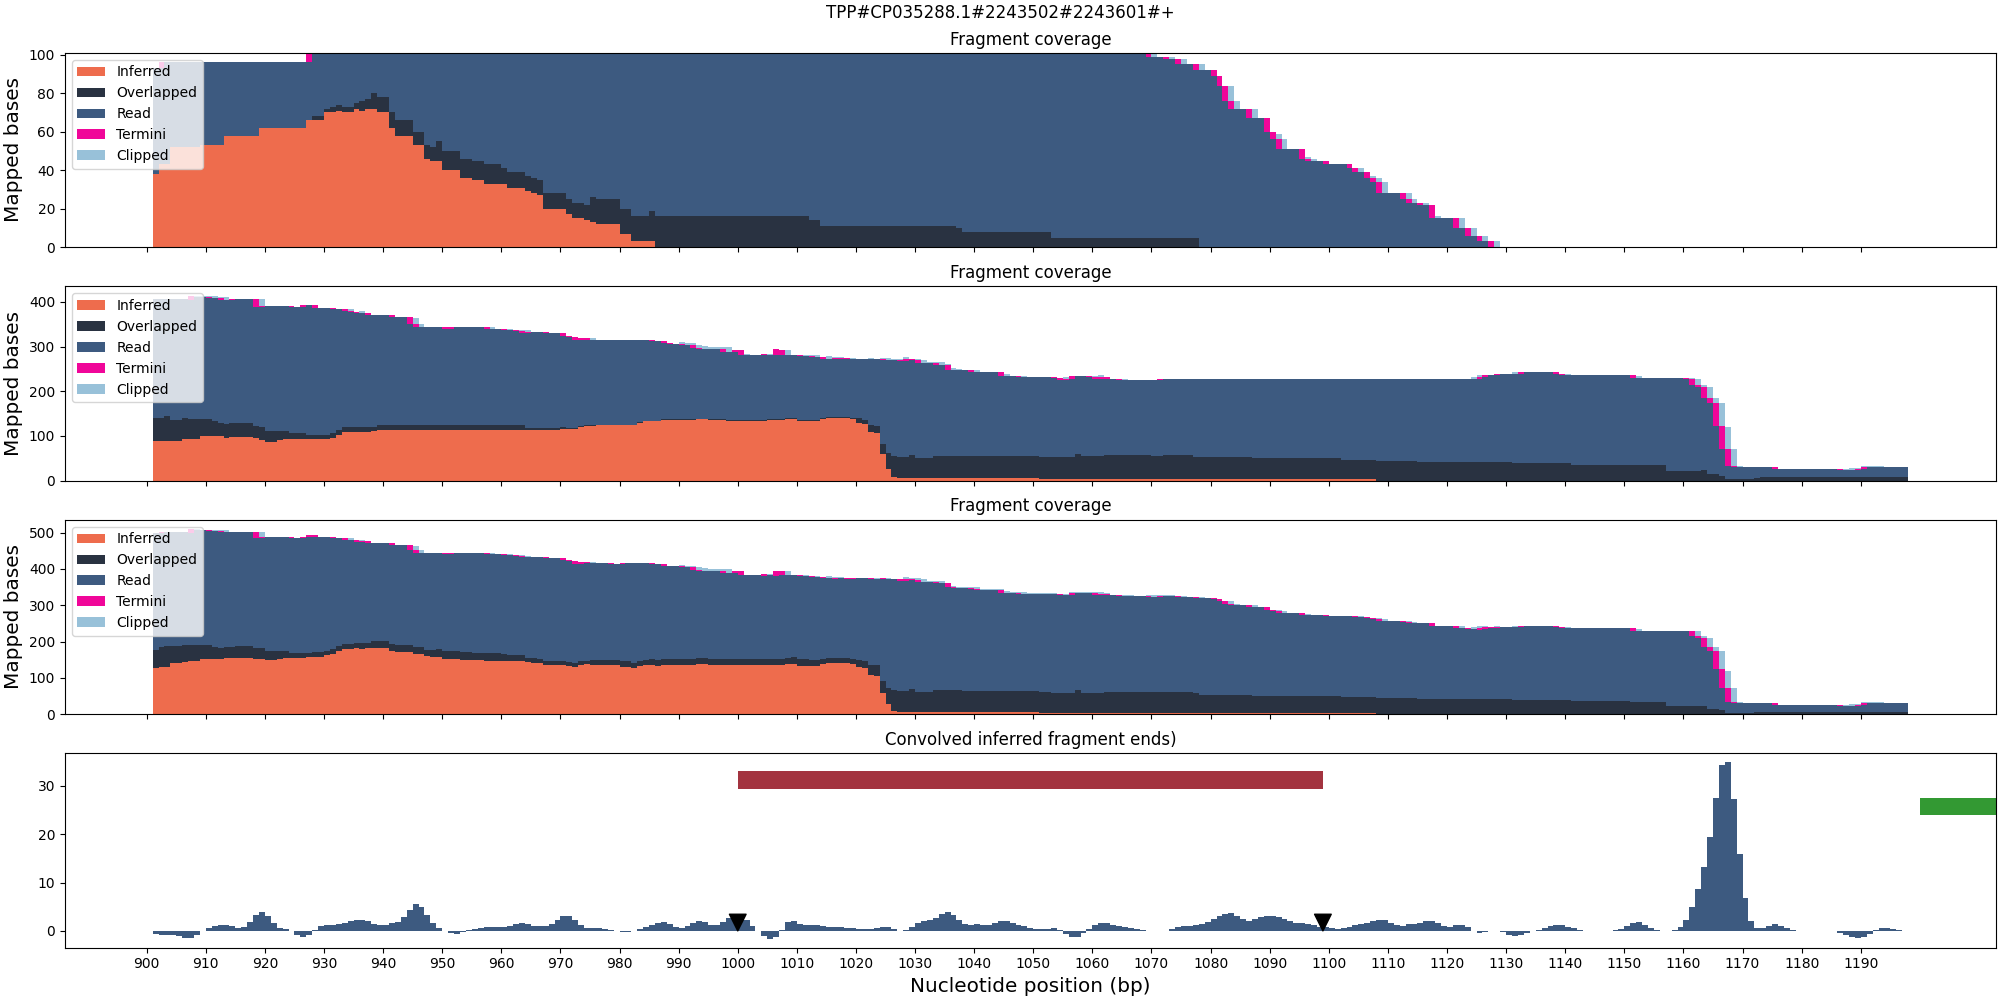 TPP#CP035288.1#2243502#2243601#+
Fragment coverage
Mapped bases
100
80
60
40
20
0
Inferred
Overlapped
Read
Termini
Clipped
Fragment coverage
Mapped bases
400
300
200
100
0
Inferred
Overlapped
Read
Termini
Clipped
Fragment coverage
Mapped bases
500
400
300
200
100
0
Inferred
Overlapped
Read
Termini
Clipped
Convolved inferred fragment ends)
30
20
10
0
900 910 920 930 940 950 960 970 980 990 1000 1010 1020 1030 1040 1050 1060 1070 1080 1090 1100 1110 1120 1130 1140 1150 1160 1170 1180 1190
Nucleotide position (bp)